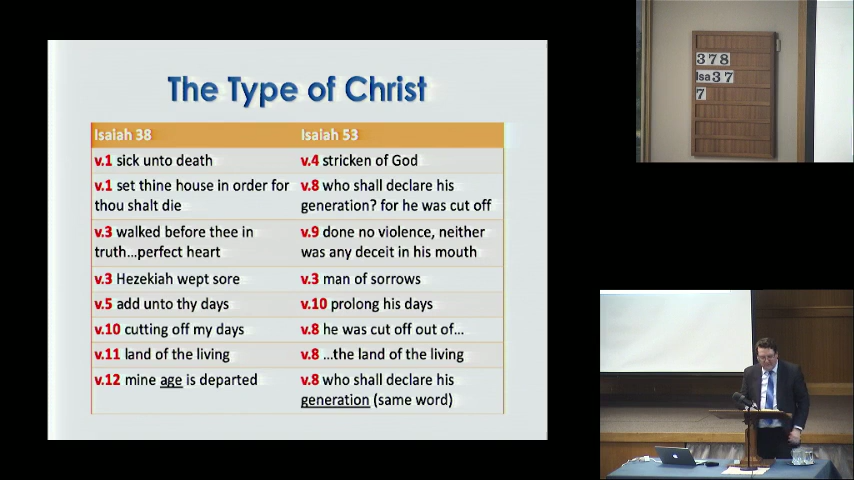 The Type of Christ
Isaiah 38 Isaiah 53
v.1 sick unto death v.4 stricken of God
v.1 set thine house in order for v.8 who shall declare his
thou shalt die generation? for he was cut off
v.3 walked before thee in v.9 done no violence, neither
truth...perfect heart was any deceit in his mouth
v.3 Hezekiah wept sore v.3 man of sorrows
v.5 add unto thy days v.10 prolong his days
v.10 cutting off my days v.8 he was cut off out of...
v.11 land of the living v.8 ...the land of the living
v.12 mine age is departed v.8 who shall declare his
generation (same word)
378
Isa37
7